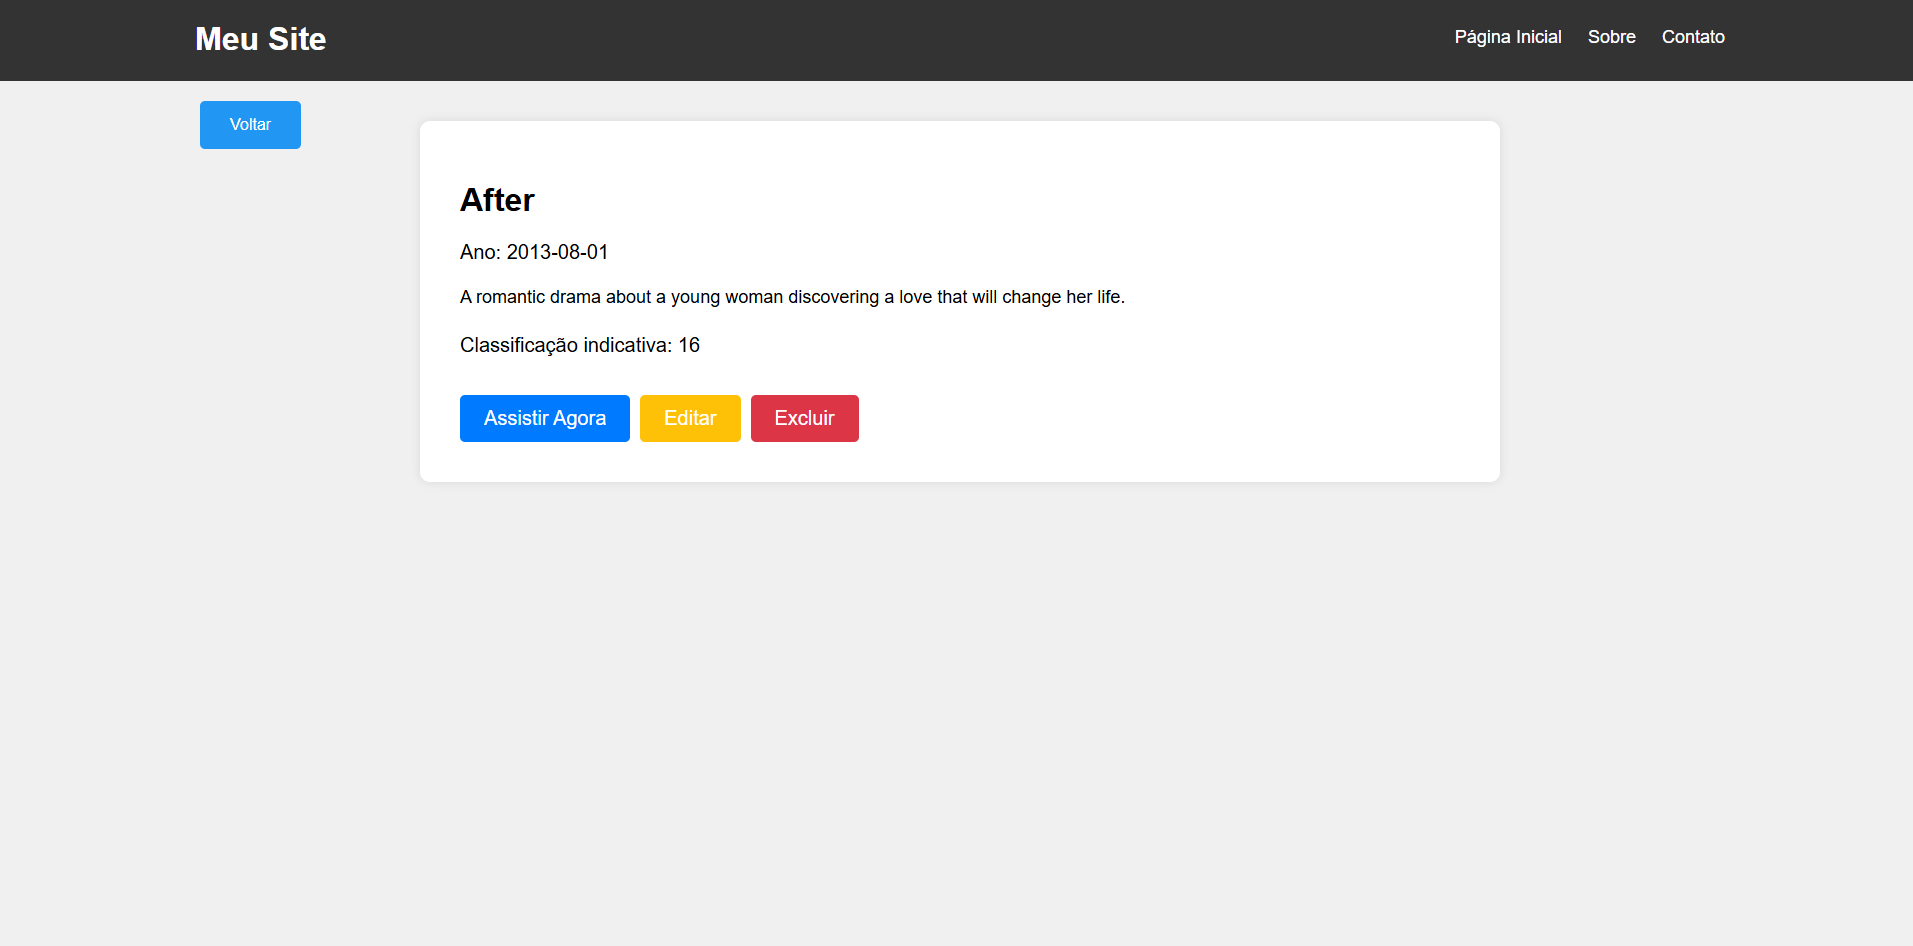 Meu Site
Página Inicial Sobre Contato
Voltar
After
Ano: 2013-08-01
A romantic drama about a young woman discovering a love that will change her life.
Classificação indicativa: 16
Assistir Agora Editar Excluir